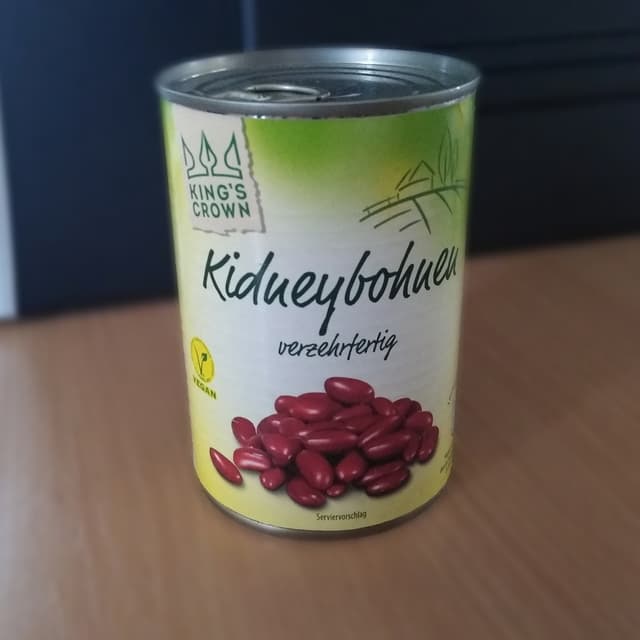 KING'S
CROWN
Kidneybohnen
verzehrfertig
VEGAN
Serviervorschlag